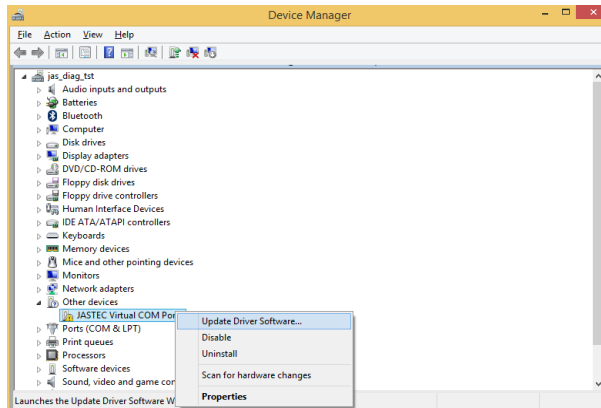 Device Manager
File Action View Help
jas_diag_tst
Audio inputs and outputs
Batteries
Bluetooth
Computer
Disk drives
Display adapters
DVD/CD-ROM drives
Floppy disk drives
Floppy drive controllers
Human Interface Devices
IDE ATA/ATAPI controllers
Keyboards
Memory devices
Mice and other pointing devices
Monitors
Network adapters
Other devices
JASTEC Virtual COM Por
Ports (COM & LPT)
Print queues
Processors
Software devices
Sound, video and game con
Update Driver Software...
Disable
Uninstall
Scan for hardware changes
Properties
Launches the Update Driver Software W